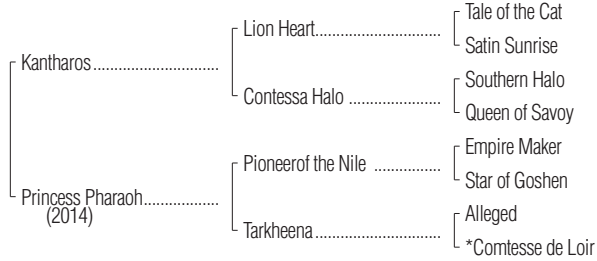 Tale of the Cat
Lion Heart..............................
Satin Sunrise
Kantharos..............................
Southern Halo
Contessa Halo ......................
Queen of Savoy
Empire Maker
Pioneerof the Nile ................
Star of Goshen
Princess Pharaoh..................
(2014)
Alleged
Tarkheena..............................
*Comtesse de Loir